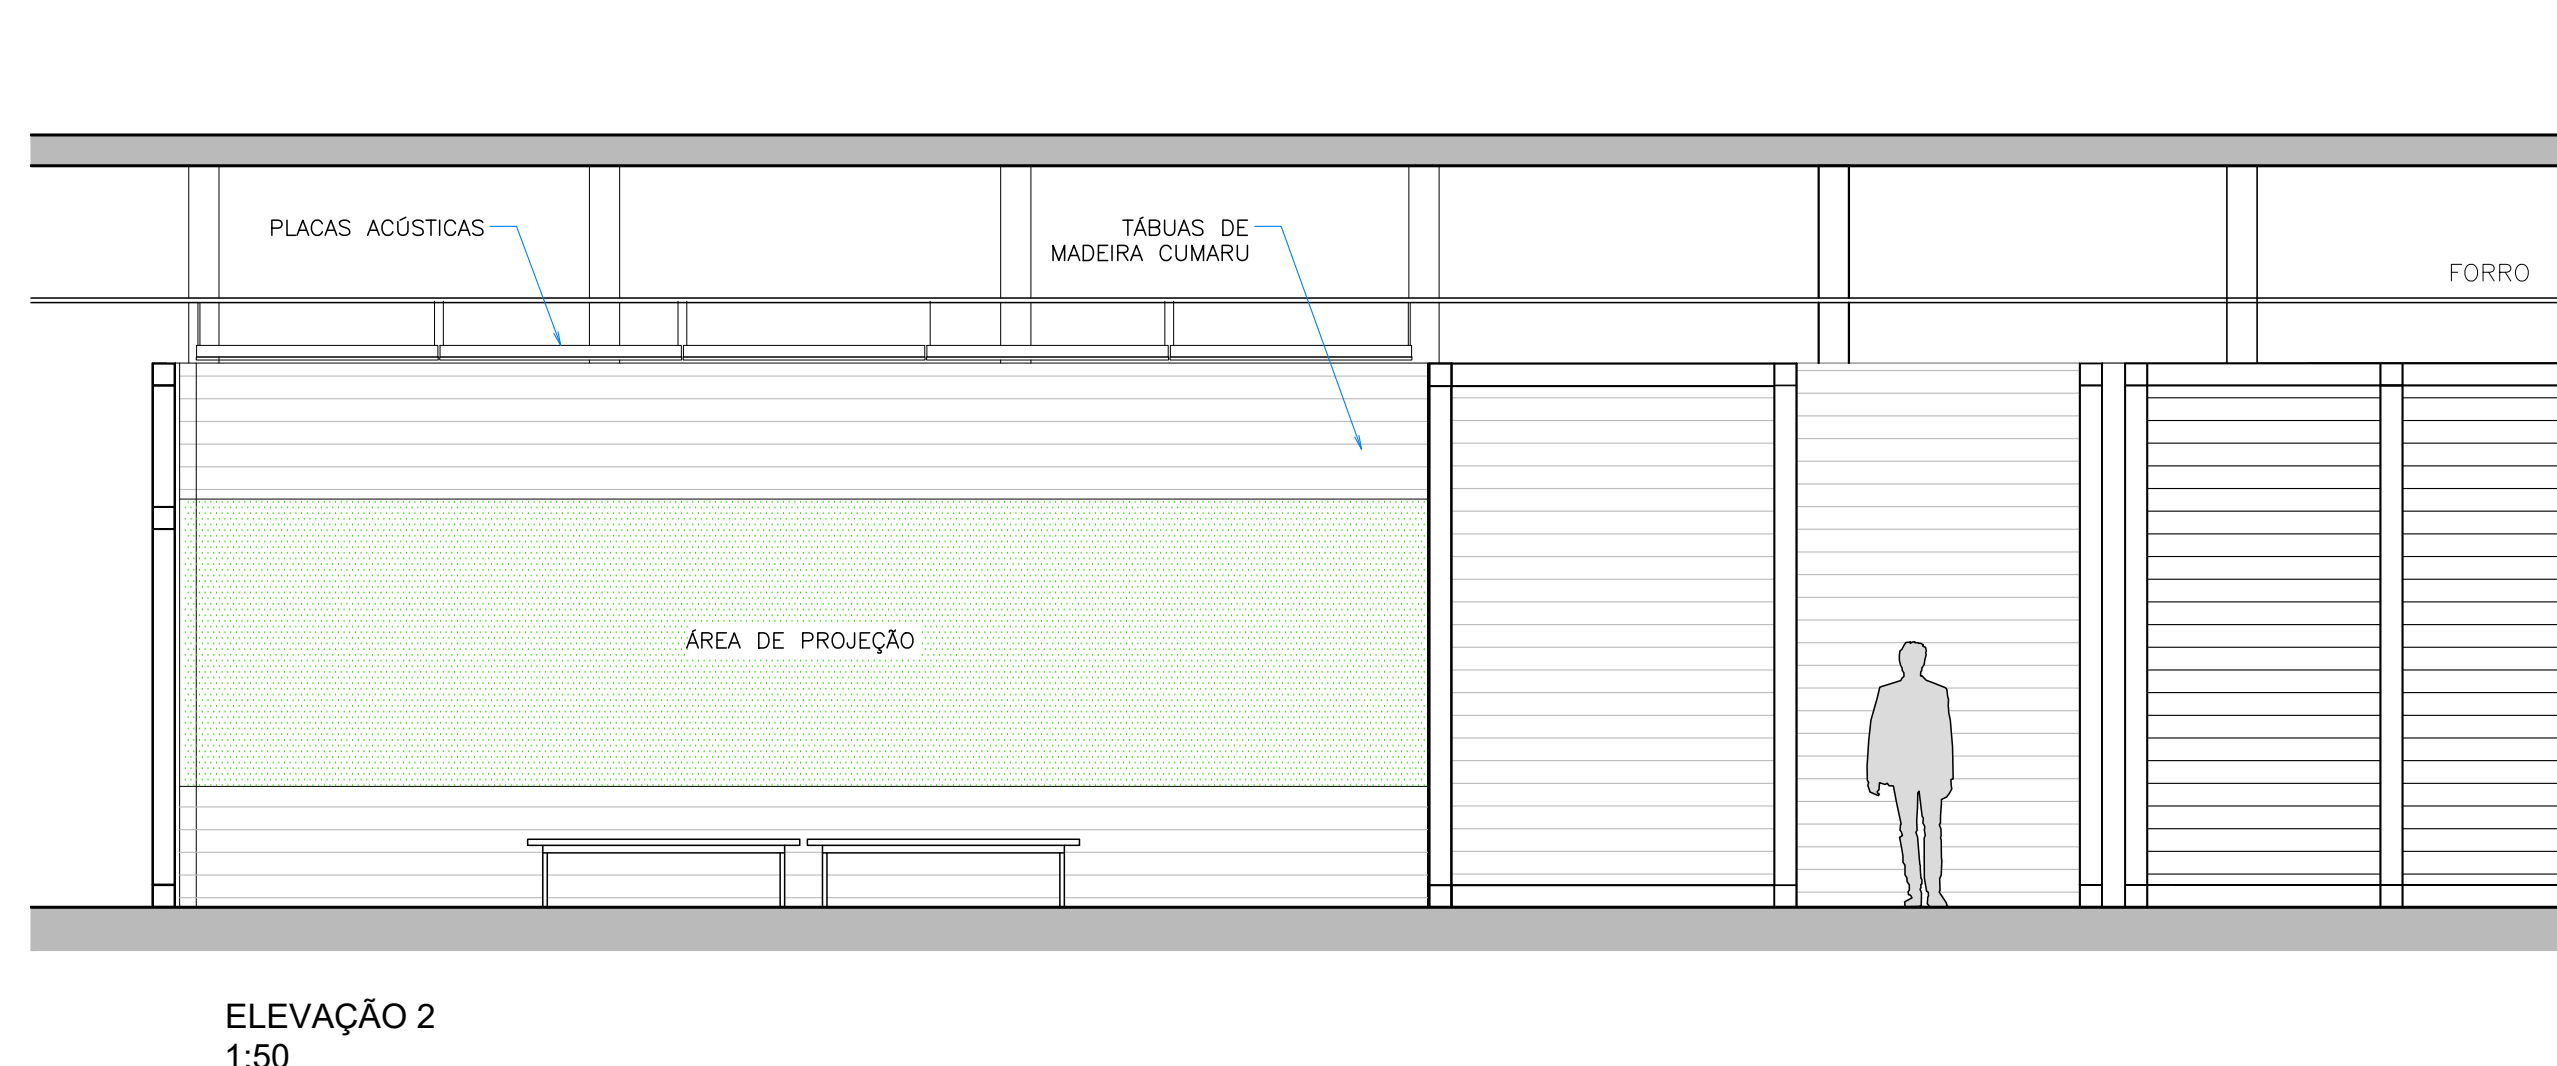 PLACAS ACÚSTICAS
TÁBUAS DE
MADEIRA CUMARU
FORRO
ÁREA DE PROJEÇÃO
ELEVAÇÃO 2
1:50